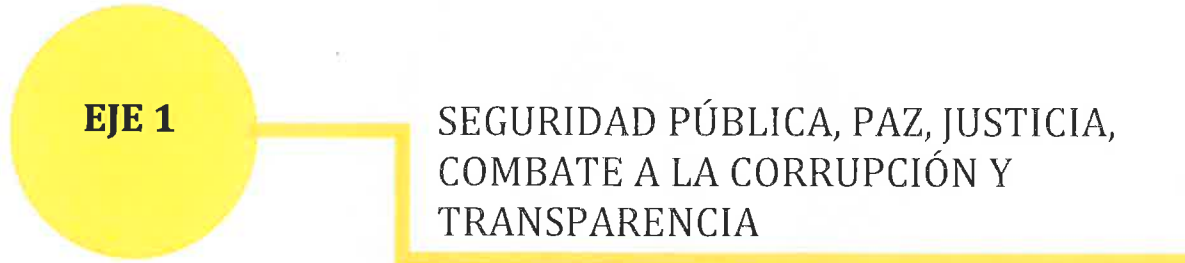 EJE 1
SEGURIDAD PÚBLICA, PAZ, JUSTICIA,
COMBATE A LA CORRUPCIÓN Y
TRANSPARENCIA